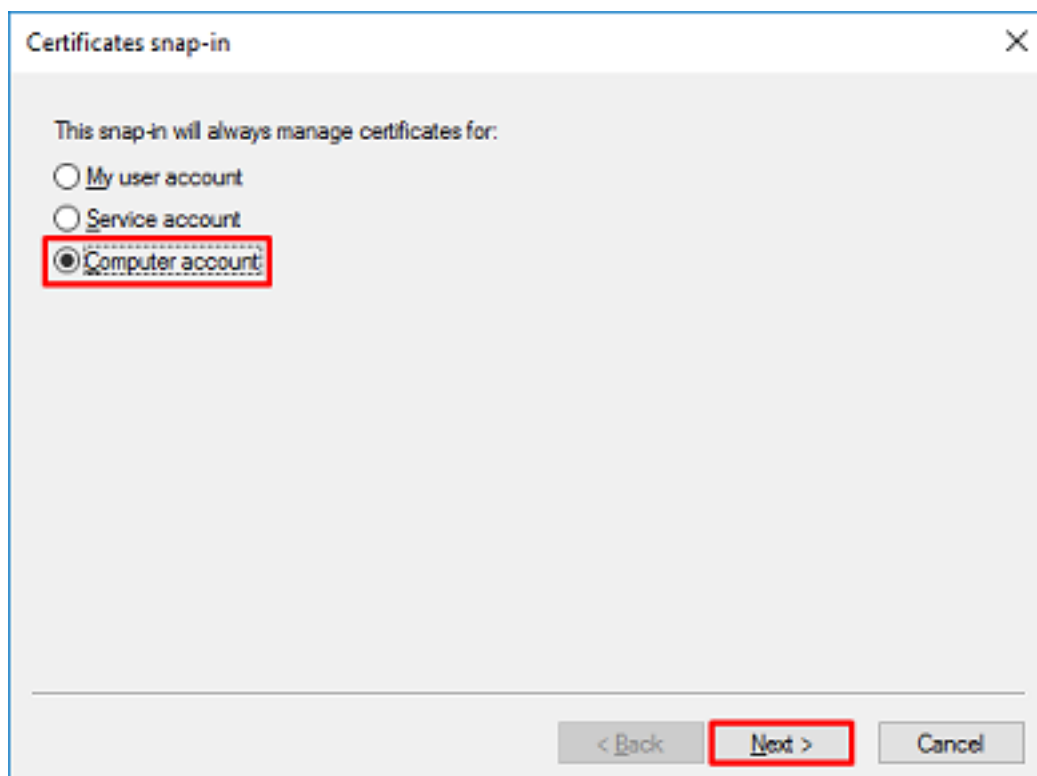 Certificates snap-in
This snap-in will always manage certificates for:
My user account
Service account
Computer account
< Back Next > Cancel